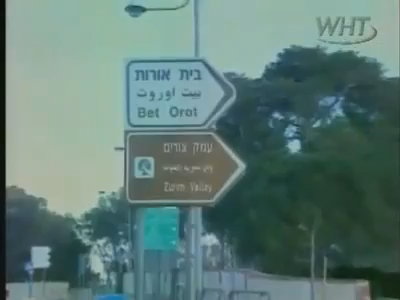 WHT
בית אורות
بيت اوروت
Bet Orot
עמק צורים
Zurim Valley